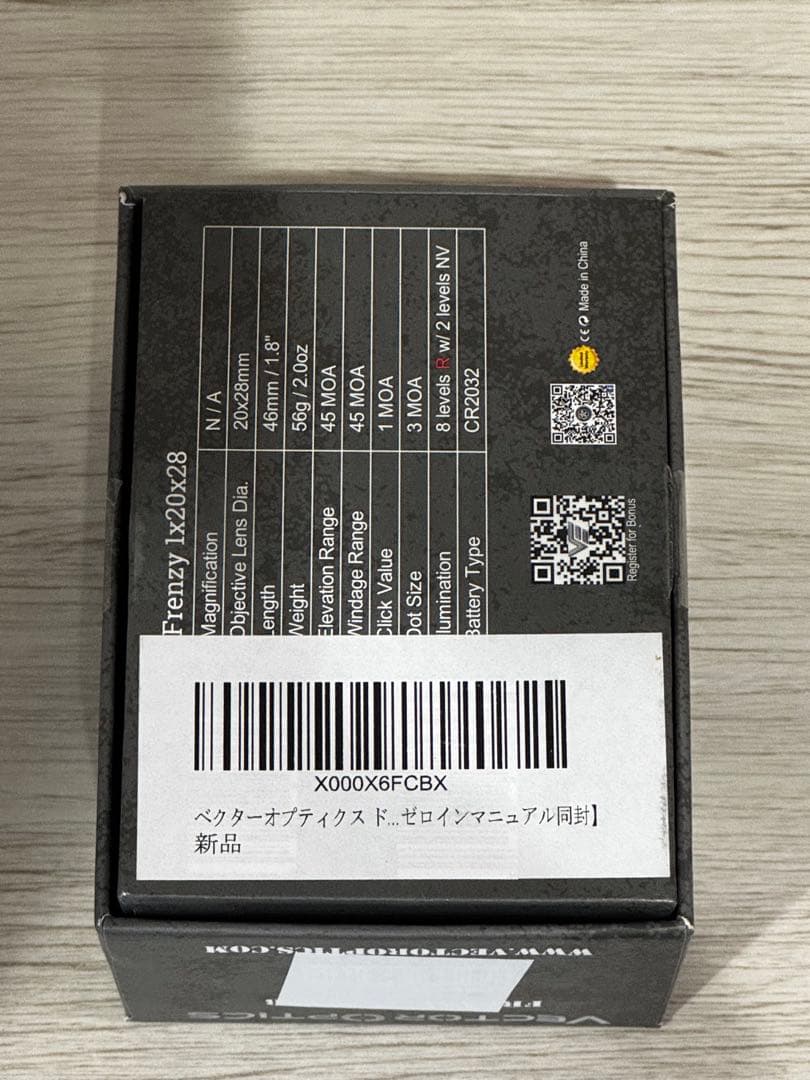 Frenzy 1x20x28
Magnification N/A
Objective Lens Dia. 20x28mm
Length 46mm / 1.8"
Weight 56g / 2.0oz
Elevation Range 45 MOA
Windage Range 45 MOA
Click Value 1 MOA
Dot Size 3 MOA
Illumination 8 levels R w/ 2 levels NV
Battery Type CR2032
CE Made in China
Register for Bonus
X000X6FCBX
ベクターオプティクス ド...ゼロインマニュアル同封】
新品
WWW.VECTOROPTICS.COM
VECTOR OPTICS